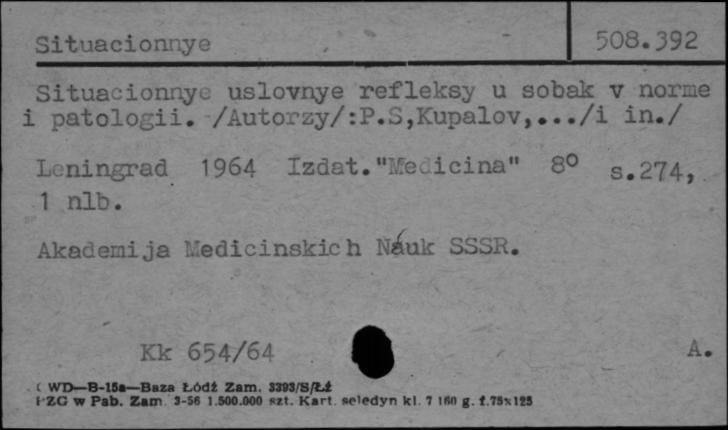 Situacionnye 508.392
Situacionnye uslovnye refleksy u sobak v norme
i patologii. /Autorzy/:P.S,Kupalov,.../i in./
Leningrad 1964 Izdat."Medicina" 8º s.274,
1 nlb.
Akademija Medicinskich Nauk SSSR.
Kk 654/64 A.
( WD—B-15a—Baza Łódź Zam. 3393/S/Łź
PZG w Pab. Zam. 3-56 1.500.000 szt. Kart. seledyn kl. 7 160 g. f.75x125